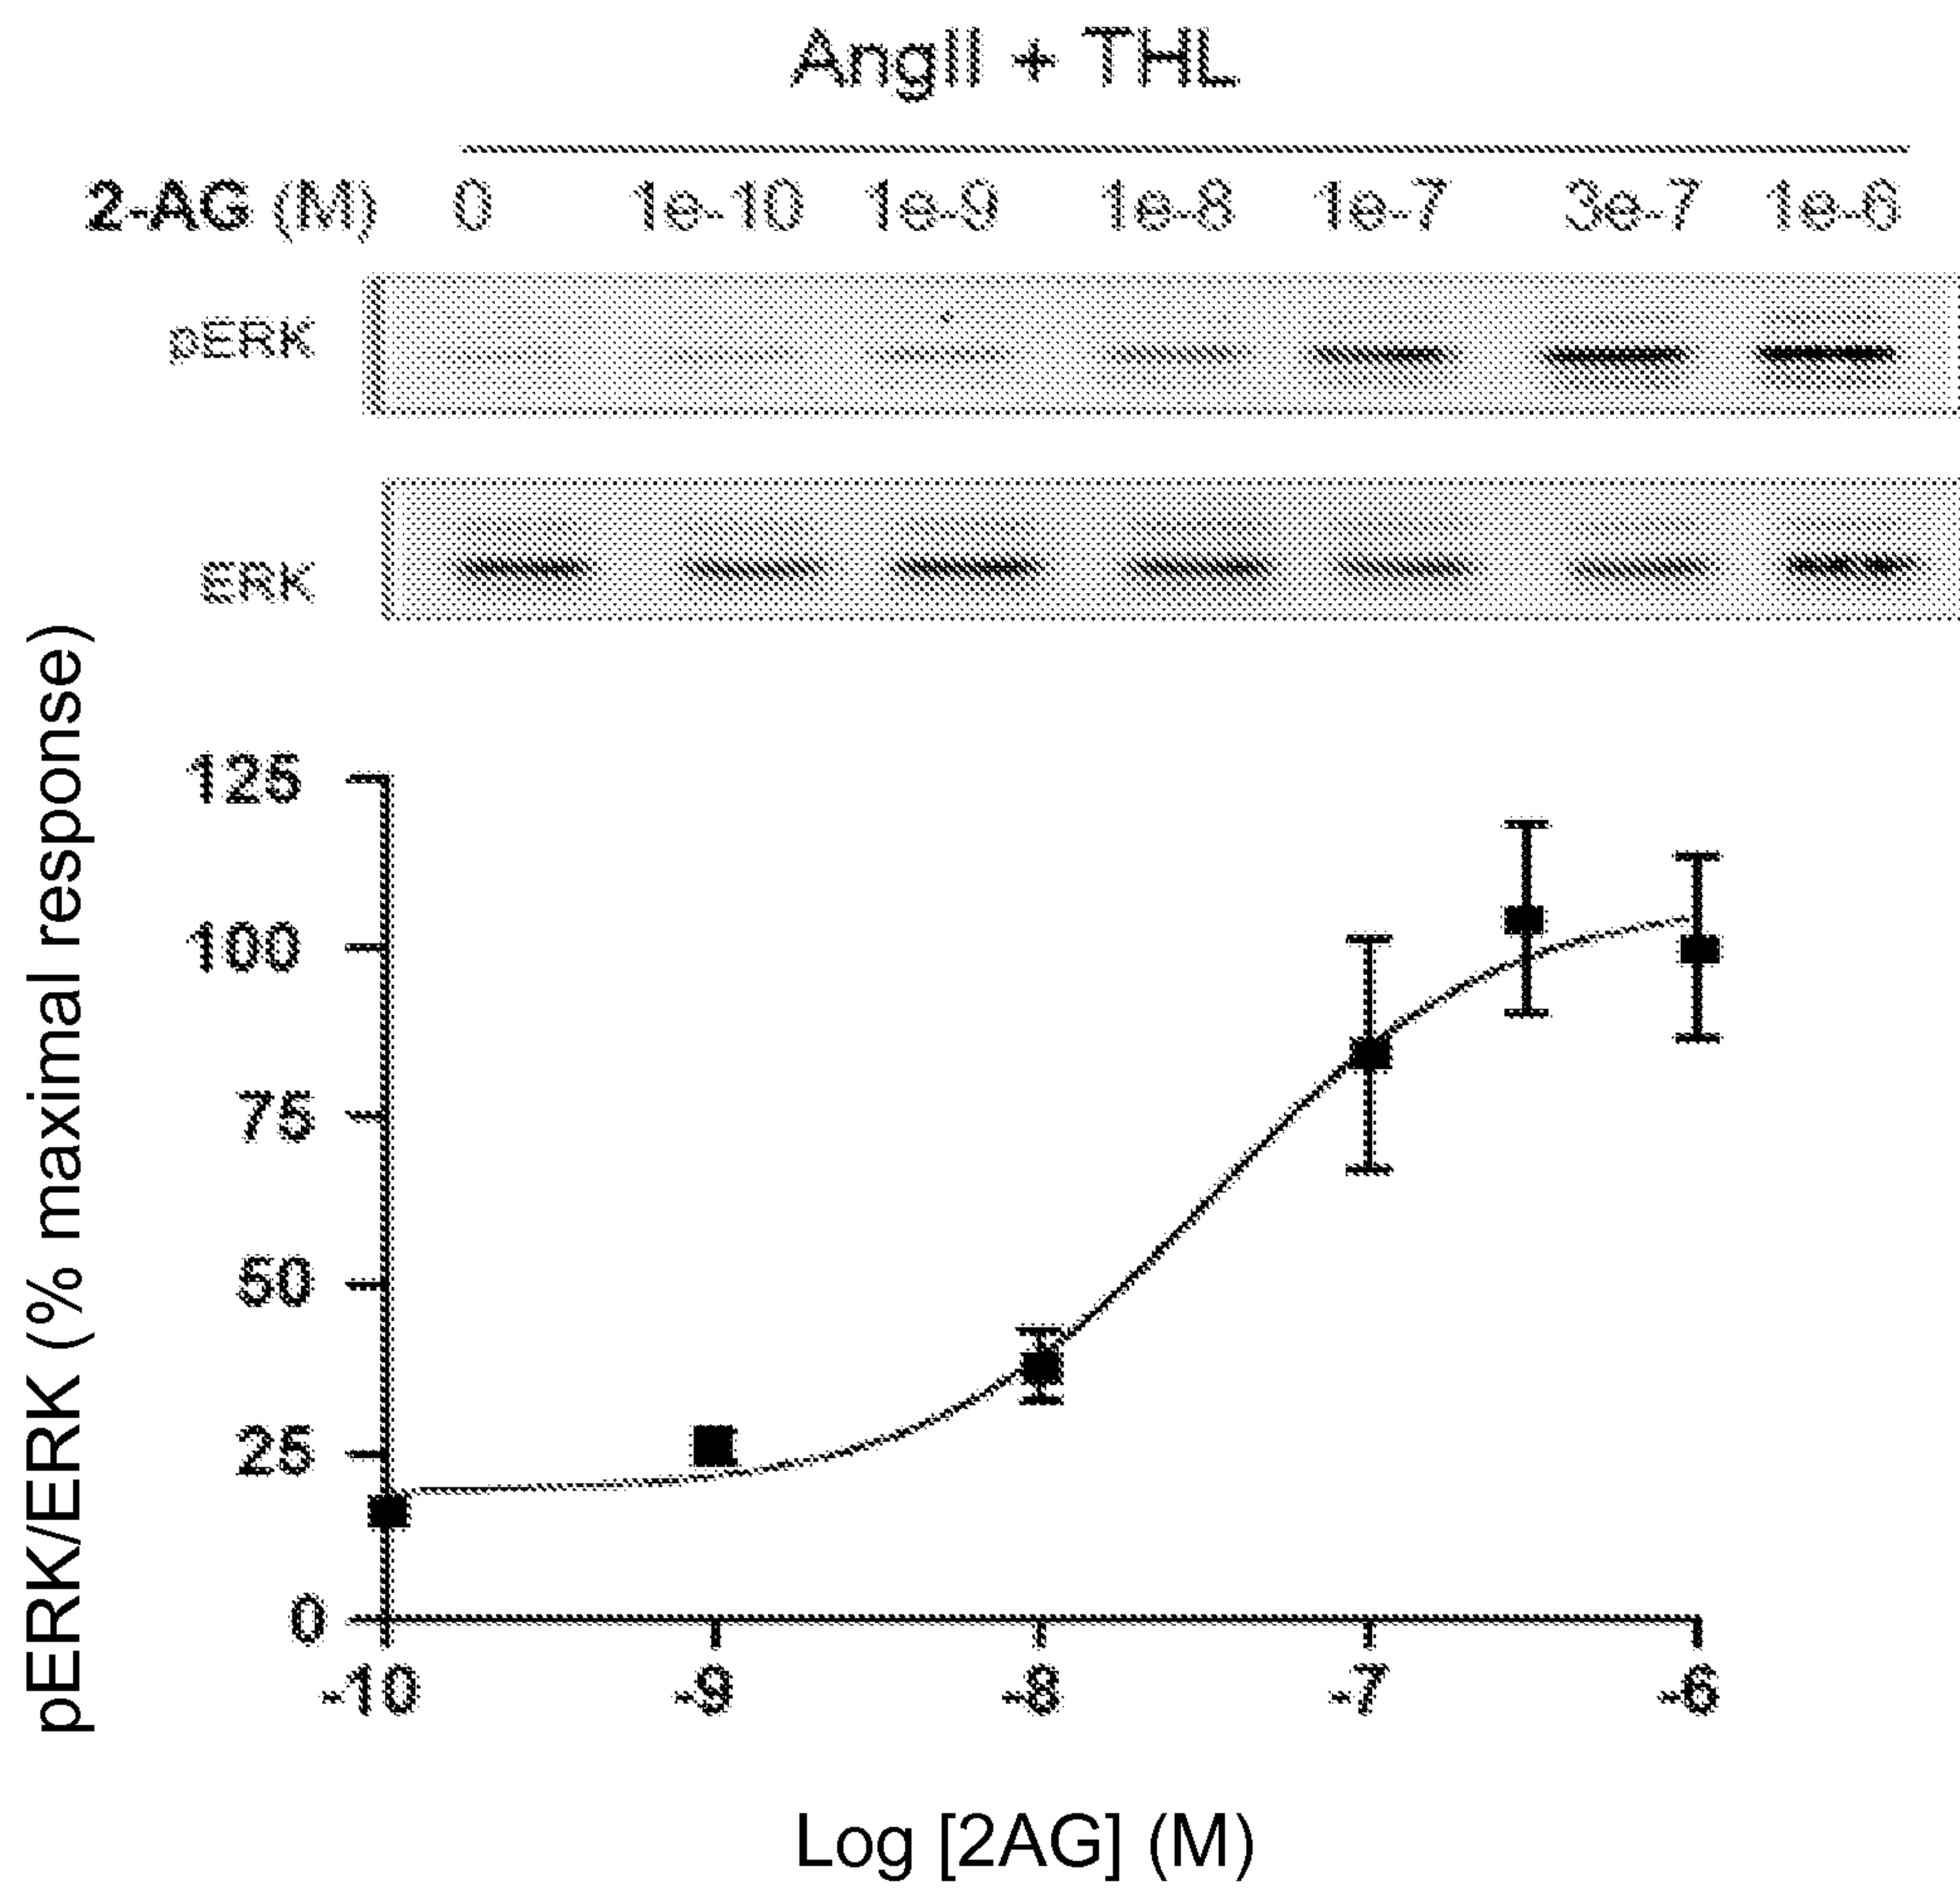 AngII + THL
2-AG (M) 0 1e-10 1e-9 1e-8 1e-7 3e-7 1e-6
pERK
ERK
pERK/ERK (% maximal response)
125
100
75
50
25
0
-10 -9 -8 -7 -6
Log [2AG] (M)